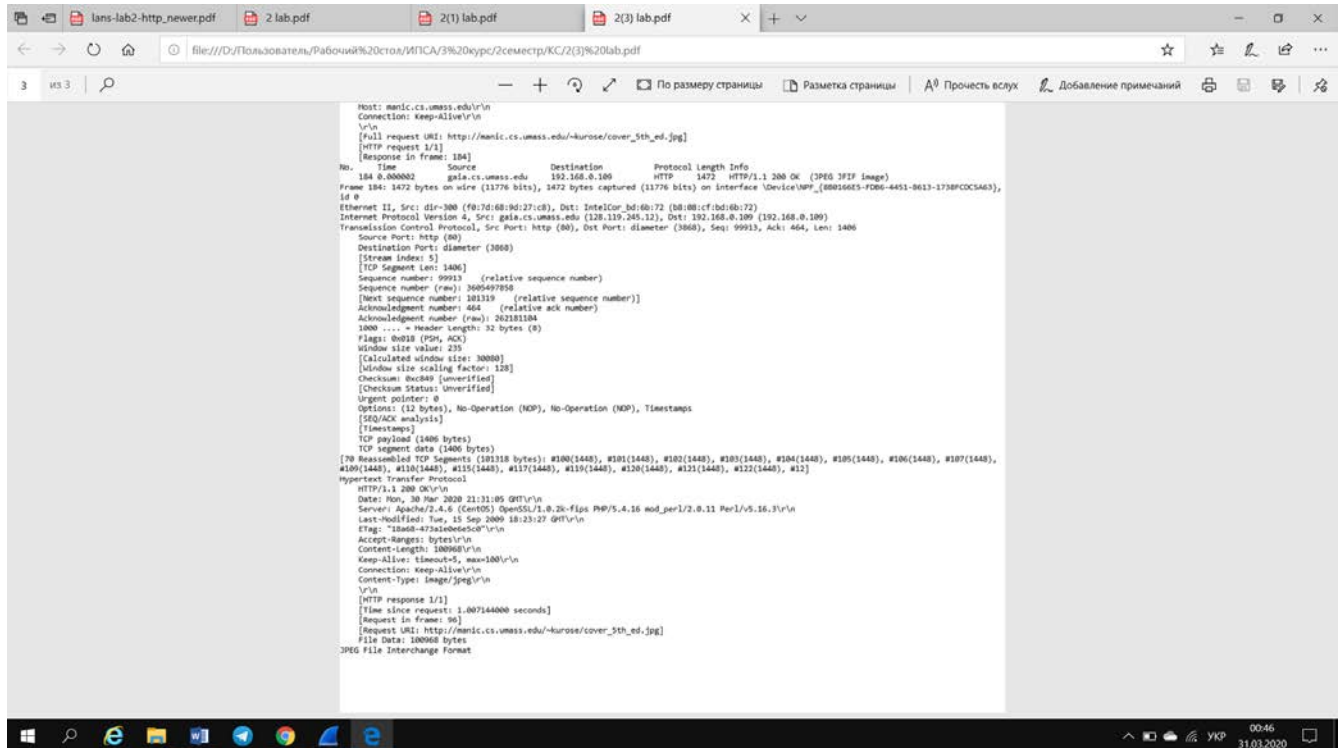 lans-lab2-http_newer.pdf
2 lab.pdf
2(1) lab.pdf
2(3) lab.pdf
file:///D:/Пользователь/Рабочий%20стол/ИПСА/3%20курс/2семестр/КС/2(3)%20lab.pdf
3 из 3
По размеру страницы
Разметка страницы
Прочесть вслух
Добавление примечаний
Host: manic.cs.umass.edu\r\n
Connection: Keep-Alive\r\n
\r\n
[Full request URI: http://manic.cs.umass.edu/~kurose/cover_5th_ed.jpg]
[HTTP request 1/1]
[Response in frame: 184]
No. Time Source Destination Protocol Length Info
184 0.000002 gaia.cs.umass.edu 192.168.0.109 HTTP 1472 HTTP/1.1 200 OK (JPEG JFIF image)
Frame 184: 1472 bytes on wire (11776 bits), 1472 bytes captured (11776 bits) on interface \Device\NPF_{880166E5-FDB6-4451-8613-1738FCDC5A63},
id 0
Ethernet II, Src: dir-300 (f0:7d:68:9d:27:c8), Dst: IntelCor_bd:6b:72 (b8:08:cf:bd:6b:72)
Internet Protocol Version 4, Src: gaia.cs.umass.edu (128.119.245.12), Dst: 192.168.0.109 (192.168.0.109)
Transmission Control Protocol, Src Port: http (80), Dst Port: diameter (3868), Seq: 99913, Ack: 464, Len: 1406
Source Port: http (80)
Destination Port: diameter (3868)
[Stream index: 5]
[TCP Segment Len: 1406]
Sequence number: 99913 (relative sequence number)
Sequence number (raw): 3605497858
[Next sequence number: 101319 (relative sequence number)]
Acknowledgment number: 464 (relative ack number)
Acknowledgment number (raw): 262181104
1000 .... = Header Length: 32 bytes (8)
Flags: 0x018 (PSH, ACK)
Window size value: 235
[Calculated window size: 30080]
[Window size scaling factor: 128]
Checksum: 0xc849 [unverified]
[Checksum Status: Unverified]
Urgent pointer: 0
Options: (12 bytes), No-Operation (NOP), No-Operation (NOP), Timestamps
[SEQ/ACK analysis]
[Timestamps]
TCP payload (1406 bytes)
TCP segment data (1406 bytes)
[70 Reassembled TCP Segments (101318 bytes): #100(1448), #101(1448), #102(1448), #103(1448), #104(1448), #105(1448), #106(1448), #107(1448),
#109(1448), #110(1448), #115(1448), #117(1448), #119(1448), #120(1448), #121(1448), #122(1448), #12]
Hypertext Transfer Protocol
HTTP/1.1 200 OK\r\n
Date: Mon, 30 Mar 2020 21:31:05 GMT\r\n
Server: Apache/2.4.6 (CentOS) OpenSSL/1.0.2k-fips PHP/5.4.16 mod_perl/2.0.11 Perl/v5.16.3\r\n
Last-Modified: Tue, 15 Sep 2009 18:23:27 GMT\r\n
ETag: "18a68-473a1e0e6e5c0"\r\n
Accept-Ranges: bytes\r\n
Content-Length: 100968\r\n
Keep-Alive: timeout=5, max=100\r\n
Connection: Keep-Alive\r\n
Content-Type: image/jpeg\r\n
\r\n
[HTTP response 1/1]
[Time since request: 1.007144000 seconds]
[Request in frame: 96]
[Request URI: http://manic.cs.umass.edu/~kurose/cover_5th_ed.jpg]
File Data: 100968 bytes
JPEG File Interchange Format
УКР
00:46
31.03.2020